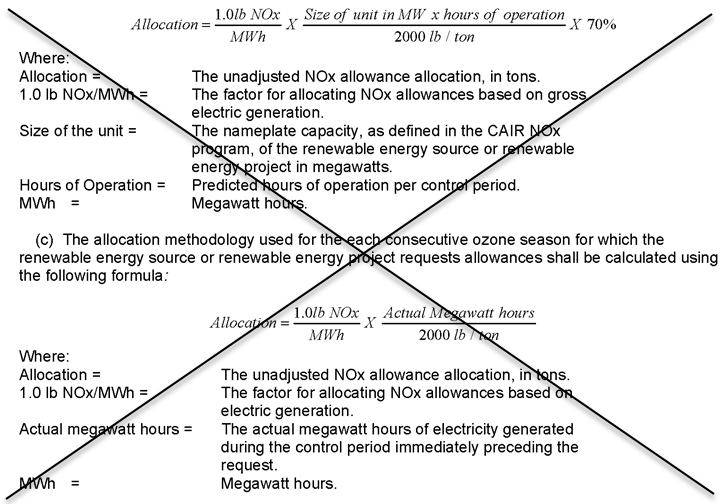 Allocation = 1.0lb NOx / MWh X Size of unit in MW x hours of operation / 2000 lb / ton X 70%
Where:
Allocation = The unadjusted NOx allowance allocation, in tons.
1.0 lb NOx/MWh = The factor for allocating NOx allowances based on gross
electric generation.
Size of the unit = The nameplate capacity, as defined in the CAIR NOx
program, of the renewable energy source or renewable
energy project in megawatts.
Hours of Operation = Predicted hours of operation per control period.
MWh = Megawatt hours.
(c) The allocation methodology used for the each consecutive ozone season for which the
renewable energy source or renewable energy project requests allowances shall be calculated using
the following formula:
Allocation = 1.0lb NOx / MWh X Actual Megawatt hours / 2000 lb / ton
Where:
Allocation = The unadjusted NOx allowance allocation, in tons.
1.0 lb NOx/MWh = The factor for allocating NOx allowances based on
electric generation.
Actual megawatt hours = The actual megawatt hours of electricity generated
during the control period immediately preceding the
request.
MWh = Megawatt hours.